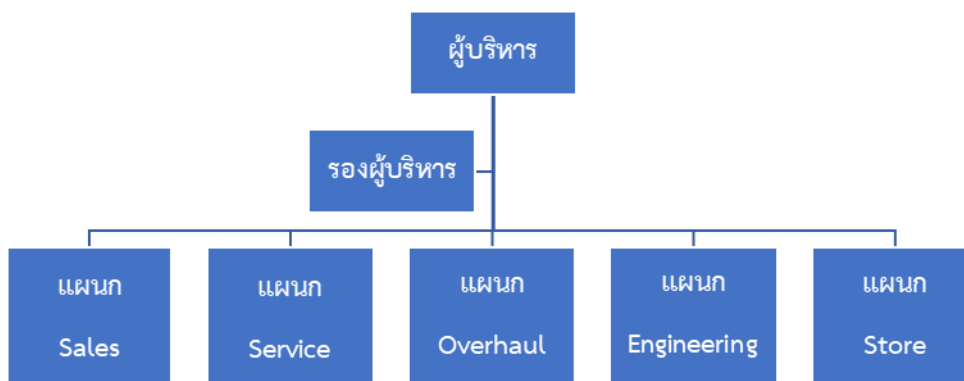 ผู้บริหาร
รองผู้บริหาร
แผนก
Sales
แผนก
Service
แผนก
Overhaul
แผนก
Engineering
แผนก
Store